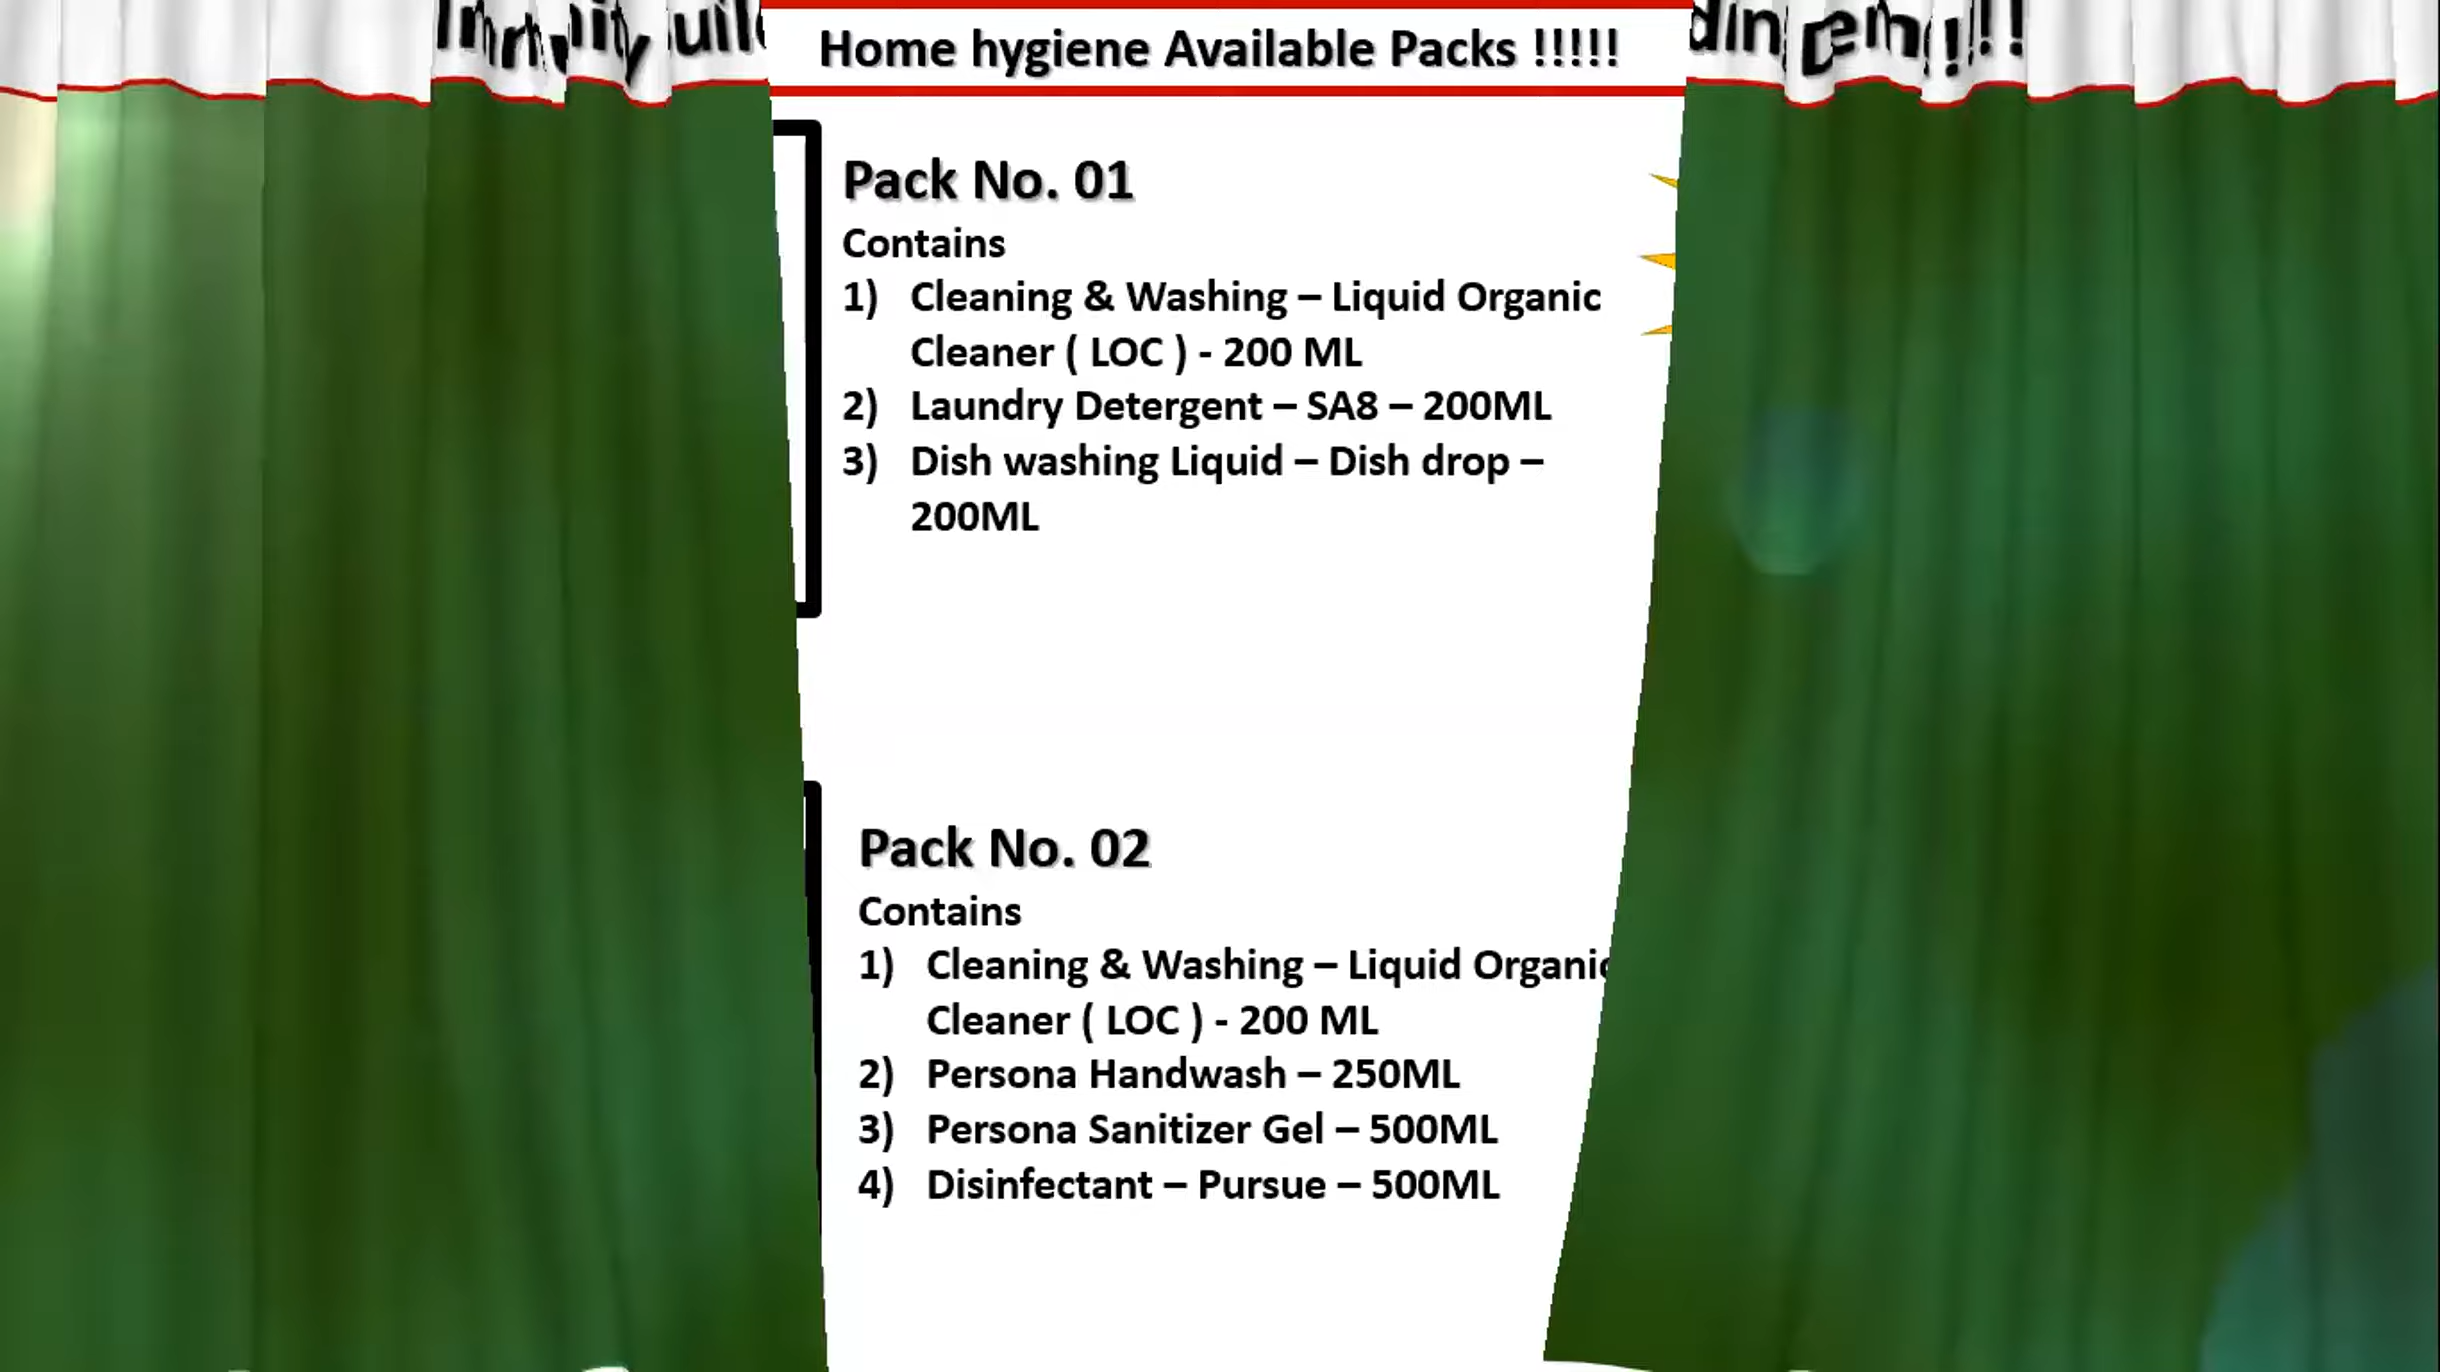 Home hygiene Available Packs !!!!!
Pack No. 01
Contains
1) Cleaning & Washing – Liquid Organic
Cleaner ( LOC ) - 200 ML
2) Laundry Detergent – SA8 – 200ML
3) Dish washing Liquid – Dish drop –
200ML
Pack No. 02
Contains
1) Cleaning & Washing – Liquid Organic
Cleaner ( LOC ) - 200 ML
2) Persona Handwash – 250ML
3) Persona Sanitizer Gel – 500ML
4) Disinfectant – Pursue – 500ML